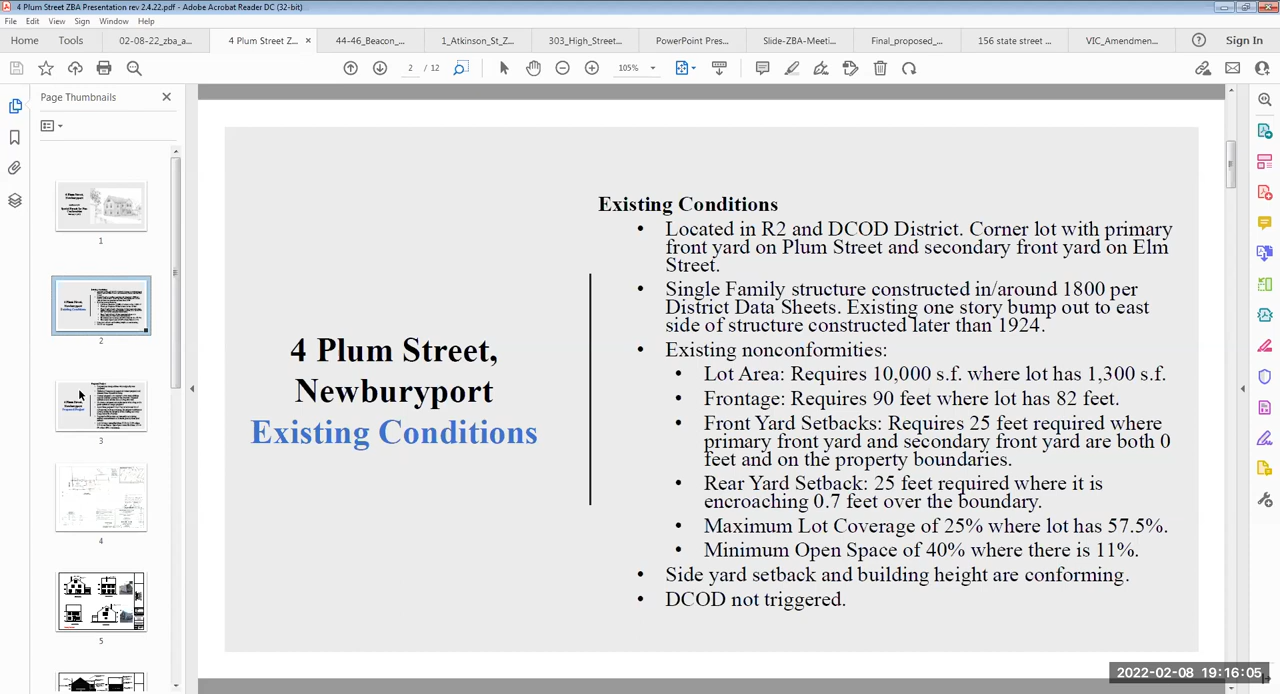 4 Plum Street ZBA Presentation rev 2.4.22.pdf - Adobe Acrobat Reader DC (32-bit)
File Edit View Sign Window Help
Home Tools 02-08-22_zba_a... 4 Plum Street Z... 44-46_Beacon_... 1_Atkinson_St_Z... 303_High_Street... PowerPoint Pres... Slide-ZBA-Meeti... Final_proposed_... 156 state street ... VIC_Amendmen... Sign In
2 / 12 105%
Page Thumbnails
1
2
3
4
5
4 Plum Street,
Newburyport
Existing Conditions
Existing Conditions
• Located in R2 and DCOD District. Corner lot with primary
front yard on Plum Street and secondary front yard on Elm
Street.
• Single Family structure constructed in/around 1800 per
District Data Sheets. Existing one story bump out to east
side of structure constructed later than 1924.
• Existing nonconformities:
• Lot Area: Requires 10,000 s.f. where lot has 1,300 s.f.
• Frontage: Requires 90 feet where lot has 82 feet.
• Front Yard Setbacks: Requires 25 feet required where
primary front yard and secondary front yard are both 0
feet and on the property boundaries.
• Rear Yard Setback: 25 feet required where it is
encroaching 0.7 feet over the boundary.
• Maximum Lot Coverage of 25% where lot has 57.5%.
• Minimum Open Space of 40% where there is 11%.
• Side yard setback and building height are conforming.
• DCOD not triggered.
2022-02-08 19:16:05